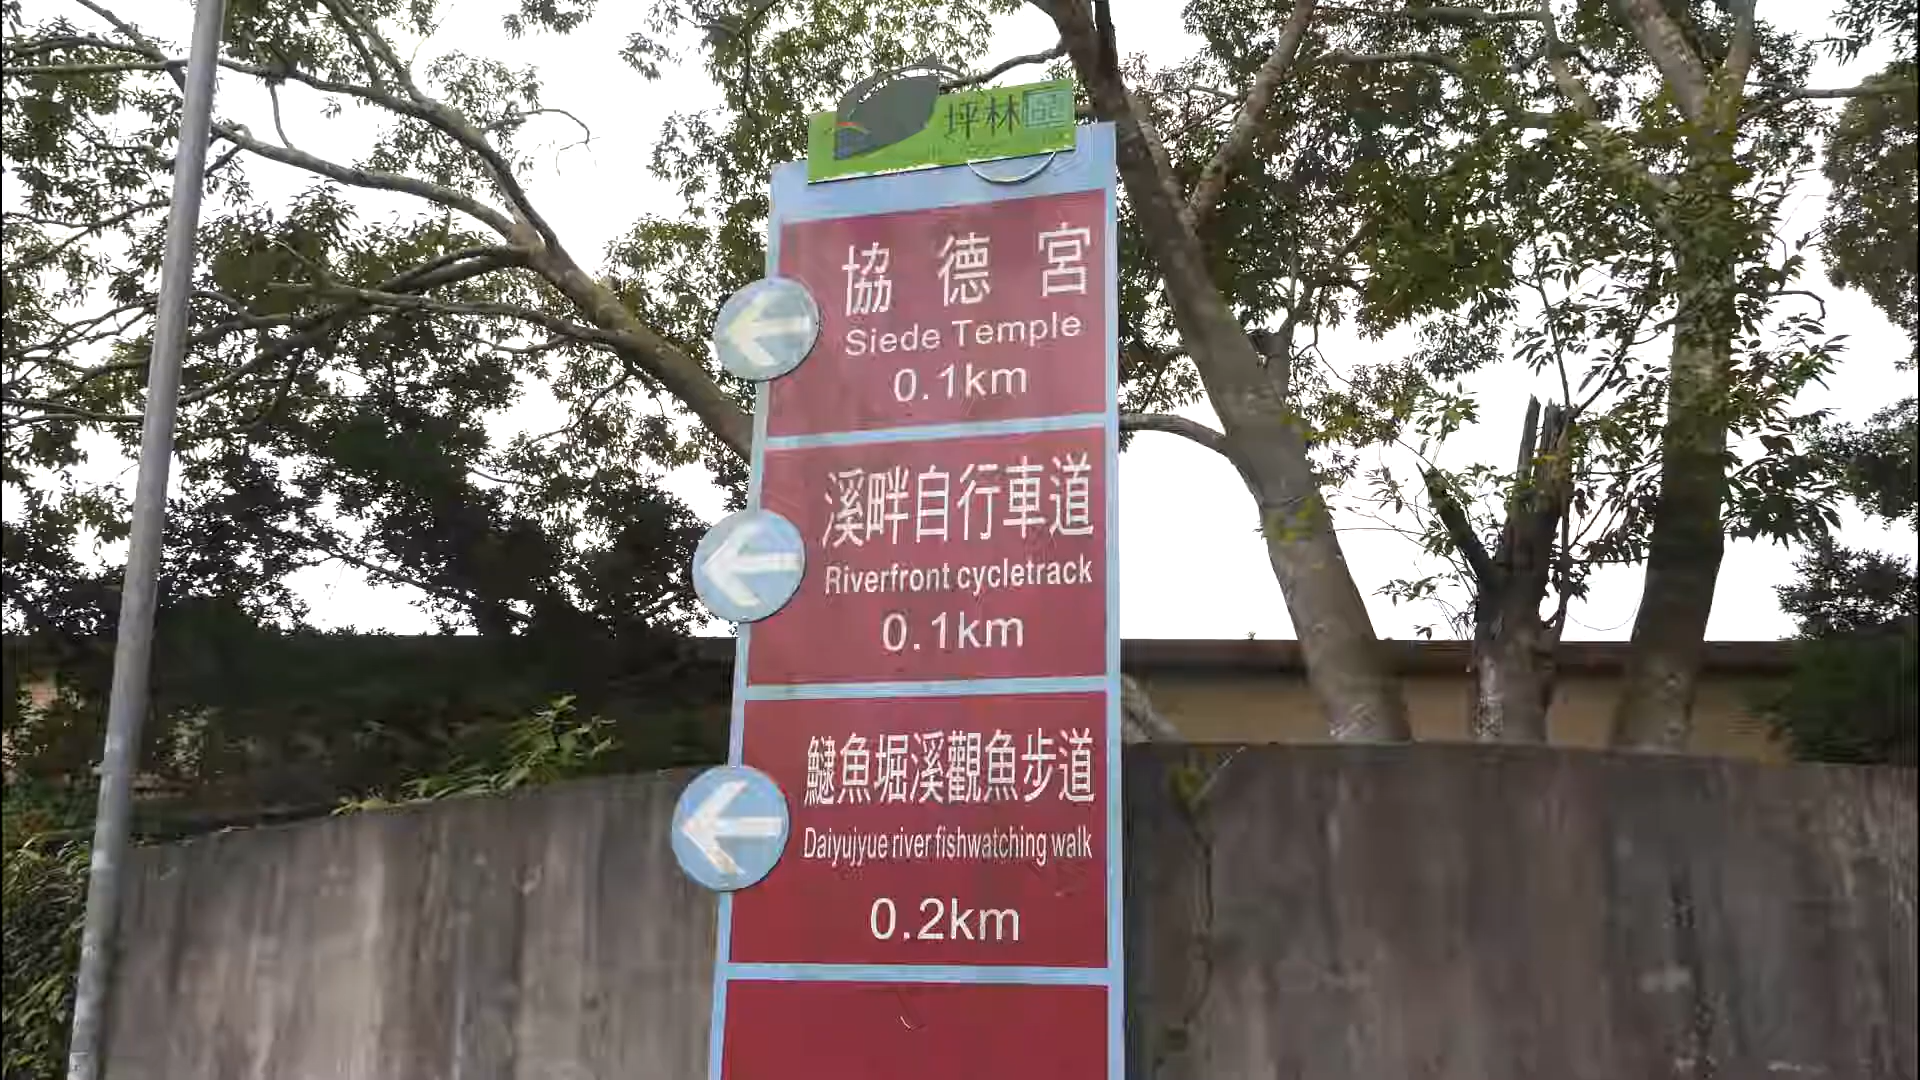 坪林區
協德宮
Siede Temple
0.1km
溪畔自行車道
Riverfront cycletrack
0.1km
鰎魚堀溪觀魚步道
Daiyujyue river fishwatching walk
0.2km